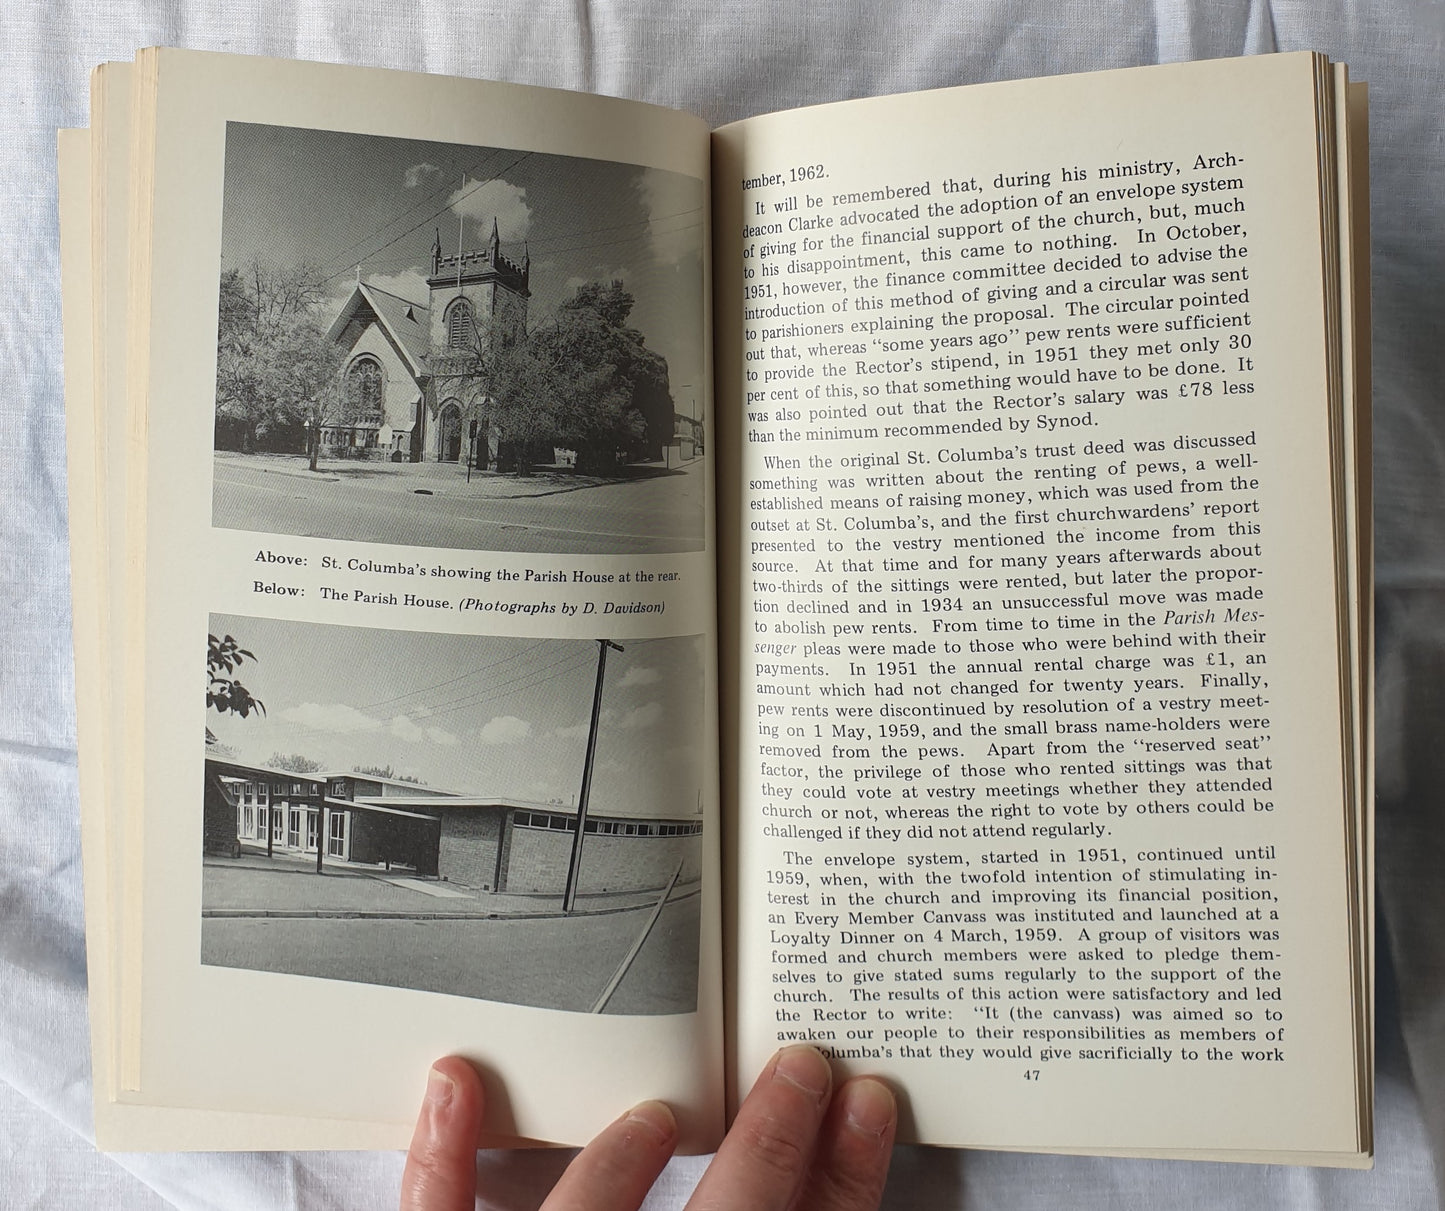 Above: St. Columba's showing the Parish House at the rear.
Below: The Parish House. (Photographs by D. Davidson)
tember, 1962.
It will be remembered that, during his ministry, Arch-
deacon Clarke advocated the adoption of an envelope system
of giving for the financial support of the church, but, much
to his disappointment, this came to nothing. In October,
1951, however, the finance committee decided to advise the
introduction of this method of giving and a circular was sent
to parishioners explaining the proposal. The circular pointed
out that, whereas "some years ago" pew rents were sufficient
to provide the Rector's stipend, in 1951 they met only 30
per cent of this, so that something would have to be done. It
was also pointed out that the Rector's salary was £78 less
than the minimum recommended by Synod.
When the original St. Columba's trust deed was discussed
something was written about the renting of pews, a well-
established means of raising money, which was used from the
outset at St. Columba's, and the first churchwardens' report
presented to the vestry mentioned the income from this
source. At that time and for many years afterwards about
two-thirds of the sittings were rented, but later the propor-
tion declined and in 1934 an unsuccessful move was made
to abolish pew rents. From time to time in the Parish Mes-
senger pleas were made to those who were behind with their
payments. In 1951 the annual rental charge was £1, an
amount which had not changed for twenty years. Finally,
pew rents were discontinued by resolution of a vestry meet-
ing on 1 May, 1959, and the small brass name-holders were
removed from the pews. Apart from the "reserved seat"
factor, the privilege of those who rented sittings was that
they could vote at vestry meetings whether they attended
church or not, whereas the right to vote by others could be
challenged if they did not attend regularly.
The envelope system, started in 1951, continued until
1959, when, with the twofold intention of stimulating in-
terest in the church and improving its financial position,
an Every Member Canvass was instituted and launched at a
Loyalty Dinner on 4 March, 1959. A group of visitors was
formed and church members were asked to pledge them-
selves to give stated sums regularly to the support of the
church. The results of this action were satisfactory and led
the Rector to write: "It (the canvass) was aimed so to
awaken our people to their responsibilities as members of
Columba's that they would give sacrificially to the work
47